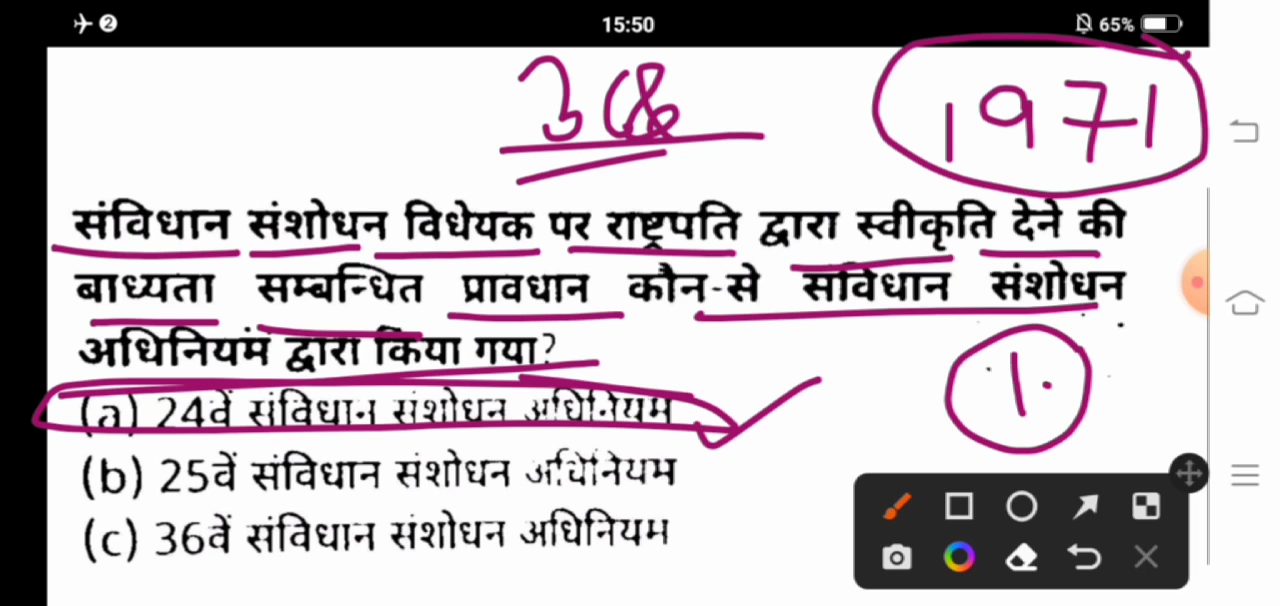 2 15:50 65%
368 1971
संविधान संशोधन विधेयक पर राष्ट्रपति द्वारा स्वीकृति देने की
बाध्यता सम्बन्धित प्रावधान कौन-से संविधान संशोधन
अधिनियम द्वारा किया गया?
1.
(a) 24वें संविधान संशोधन अधिनियम
(b) 25वें संविधान संशोधन अधिनियम
(c) 36वें संविधान संशोधन अधिनियम